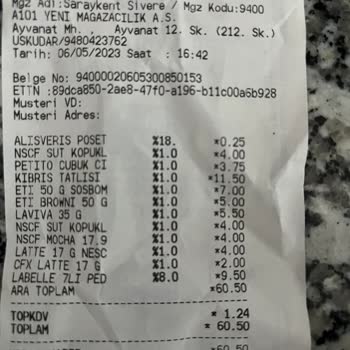 Mgz Adi:Saraykent Sivere / Mgz Kodu:9400
A101 YENI MAGAZACILIK A.S.
Ayvanat Mh., Ayvanat 12. Sk. (212. Sk.)
USKUDAR/9480423762
Tarih: 06/05/2023 Saat : 16:42
Belge No: 94000020605300850153
ETTN :89dca850-2ae8-47f0-a196-b11c00a6b928
Musteri VD:
Musteri Adres:
ALISVERIS POSET %18. *0.25
NSCF SUT KOPUKL %1.0 *4.00
PETITO CUBUK CI %1.0 *3.75
KIBRIS TATLISI %1.0 *11.50
ETI 50 G SOSBOM %1.0 *7.00
ETI BROWNI 50 G %1.0 *5.00
LAVIVA 35 G %1.0 *5.50
NSCF SUT KOPUKL %1.0 *4.00
NSCF MOCHA 17.9 %1.0 *4.00
LATTE 17 G NESC %1.0 *4.00
CFX LATTE 17 G %1.0 *2.00
LABELLE 7LI PED %8.0 *9.50
ARA TOPLAM *60.50
TOPKDV * 1.24
TOPLAM * 60.50